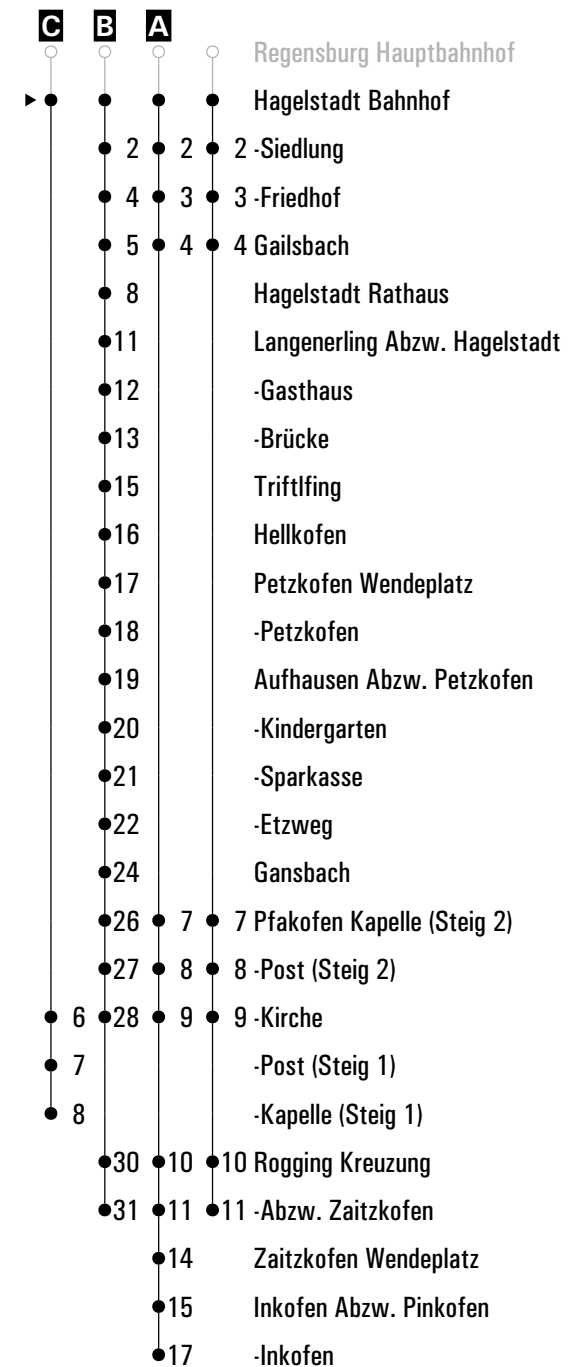 C B A
Regensburg Hauptbahnhof
Hagelstadt Bahnhof
2 2 2 -Siedlung
4 3 3 -Friedhof
5 4 4 Gailsbach
8 Hagelstadt Rathaus
11 Langenerling Abzw. Hagelstadt
12 -Gasthaus
13 -Brücke
15 Triftlfing
16 Hellkofen
17 Petzkofen Wendeplatz
18 -Petzkofen
19 Aufhausen Abzw. Petzkofen
20 -Kindergarten
21 -Sparkasse
22 -Etzweg
24 Gansbach
26 7 7 Pfakofen Kapelle (Steig 2)
27 8 8 -Post (Steig 2)
6 28 9 9 -Kirche
7 -Post (Steig 1)
8 -Kapelle (Steig 1)
30 10 10 Rogging Kreuzung
31 11 11 -Abzw. Zaitzkofen
14 Zaitzkofen Wendeplatz
15 Inkofen Abzw. Pinkofen
17 -Inkofen